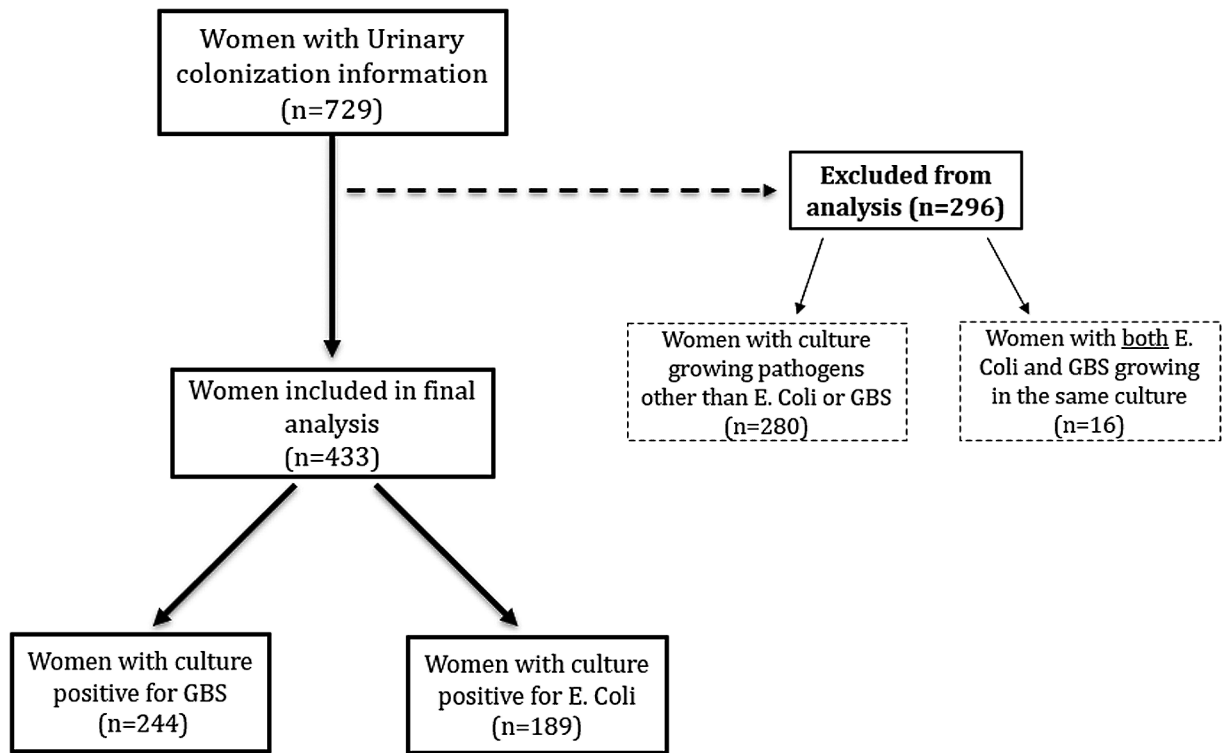 Women with Urinary
colonization information
(n=729)
Excluded from
analysis (n=296)
Women with culture
growing pathogens
other than E. Coli or GBS
(n=280)
Women with both E.
Coli and GBS growing
in the same culture
(n=16)
Women included in final
analysis
(n=433)
Women with culture
positive for GBS
(n=244)
Women with culture
positive for E. Coli
(n=189)